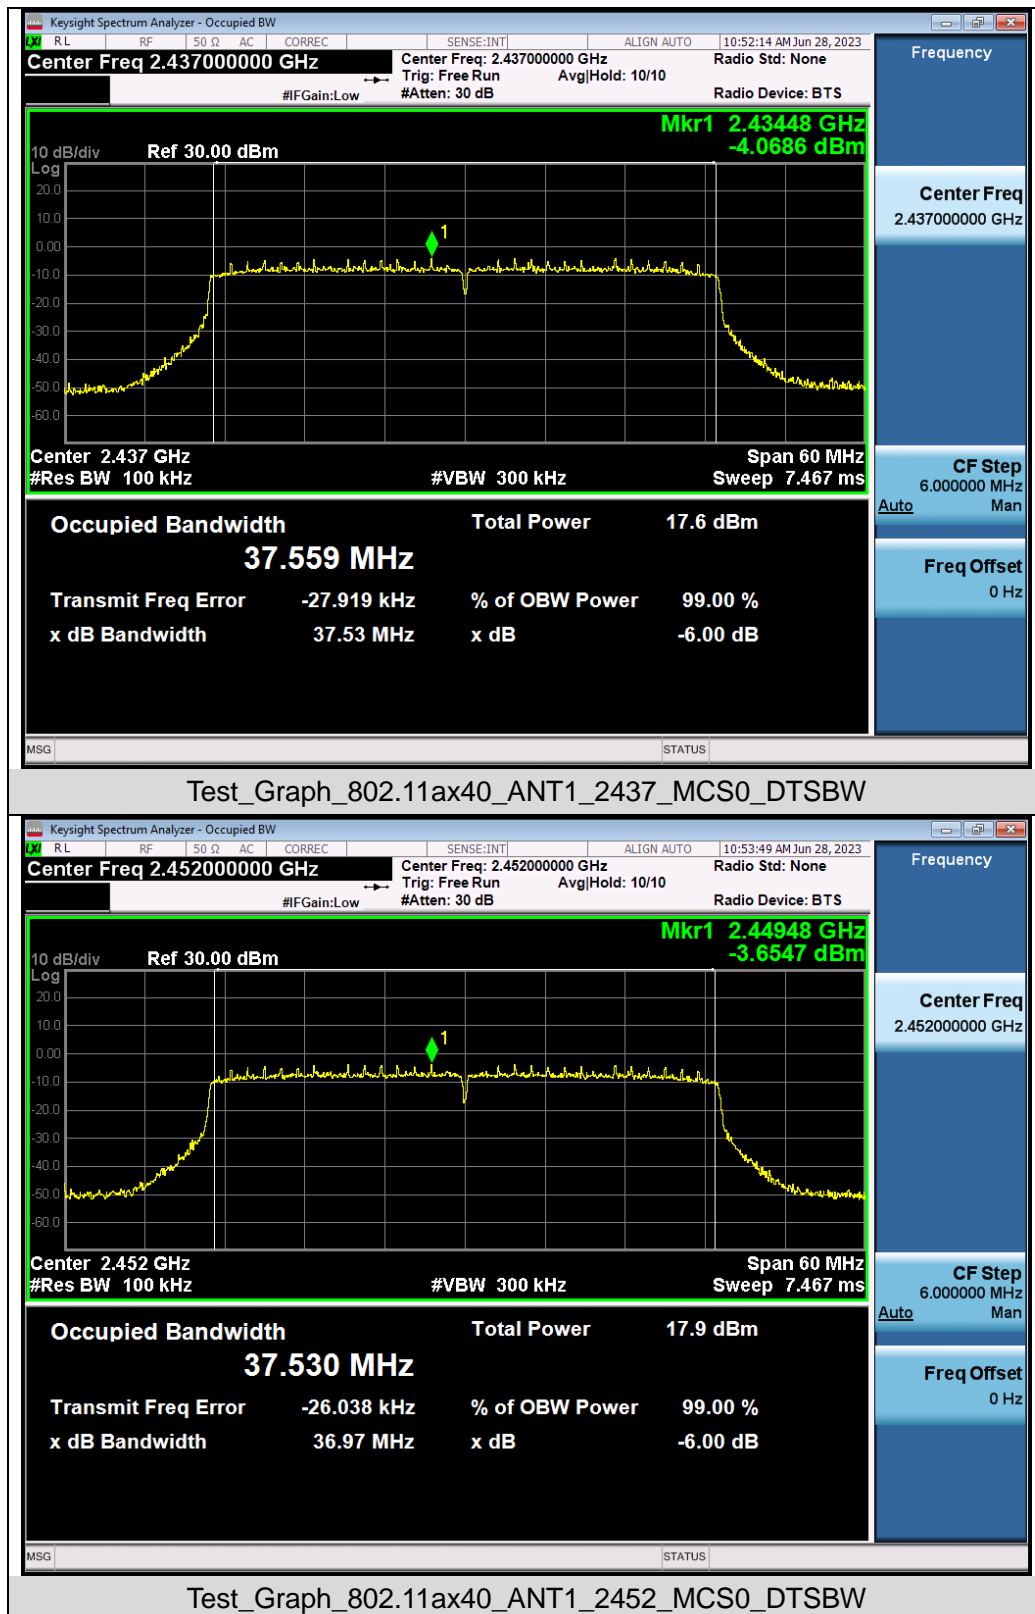 Keysight Spectrum Analyzer - Occupied BW
LXI RL RF 50 Ω AC CORREC SENSE:INT ALIGN AUTO 10:52:14 AM Jun 28, 2023
Center Freq 2.437000000 GHz
Center Freq: 2.437000000 GHz Radio Std: None
Trig: Free Run Avg|Hold: 10/10
#IFGain:Low #Atten: 30 dB Radio Device: BTS
Frequency
Mkr1 2.43448 GHz
-4.0686 dBm
10 dB/div Ref 30.00 dBm
Log
20.0
10.0
0.00
-10.0
-20.0
-30.0
-40.0
-50.0
-60.0
1
Center 2.437 GHz Span 60 MHz
#Res BW 100 kHz #VBW 300 kHz Sweep 7.467 ms
Center Freq
2.437000000 GHz
CF Step
6.000000 MHz
Auto Man
Freq Offset
0 Hz
Occupied Bandwidth Total Power 17.6 dBm
37.559 MHz
Transmit Freq Error -27.919 kHz % of OBW Power 99.00 %
x dB Bandwidth 37.53 MHz x dB -6.00 dB
MSG STATUS
Test_Graph_802.11ax40_ANT1_2437_MCS0_DTSBW
Keysight Spectrum Analyzer - Occupied BW
LXI RL RF 50 Ω AC CORREC SENSE:INT ALIGN AUTO 10:53:49 AM Jun 28, 2023
Center Freq 2.452000000 GHz
Center Freq: 2.452000000 GHz Radio Std: None
Trig: Free Run Avg|Hold: 10/10
#IFGain:Low #Atten: 30 dB Radio Device: BTS
Frequency
Mkr1 2.44948 GHz
-3.6547 dBm
10 dB/div Ref 30.00 dBm
Log
20.0
10.0
0.00
-10.0
-20.0
-30.0
-40.0
-50.0
-60.0
1
Center 2.452 GHz Span 60 MHz
#Res BW 100 kHz #VBW 300 kHz Sweep 7.467 ms
Center Freq
2.452000000 GHz
CF Step
6.000000 MHz
Auto Man
Freq Offset
0 Hz
Occupied Bandwidth Total Power 17.9 dBm
37.530 MHz
Transmit Freq Error -26.038 kHz % of OBW Power 99.00 %
x dB Bandwidth 36.97 MHz x dB -6.00 dB
MSG STATUS
Test_Graph_802.11ax40_ANT1_2452_MCS0_DTSBW